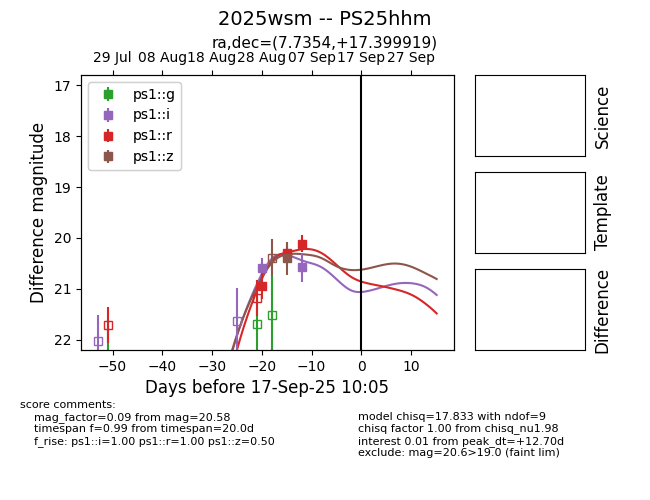 2025wsm -- PS25hhm
ra,dec=(7.7354,+17.399919)
29 Jul 08 Aug 18 Aug 28 Aug 07 Sep 17 Sep 27 Sep
17
18
19
20
21
22
Difference magnitude
ps1::g
ps1::i
ps1::r
ps1::z
−50 −40 −30 −20 −10 0 10
Days before 17-Sep-25 10:05
Science
Template
Difference
score comments:
mag_factor=0.09 from mag=20.58
timespan f=0.99 from timespan=20.0d
f_rise: ps1::i=1.00 ps1::r=1.00 ps1::z=0.50
model chisq=17.833 with ndof=9
chisq factor 1.00 from chisq_nu1.98
interest 0.01 from peak_dt=+12.70d
exclude: mag=20.6>19.0 (faint lim)